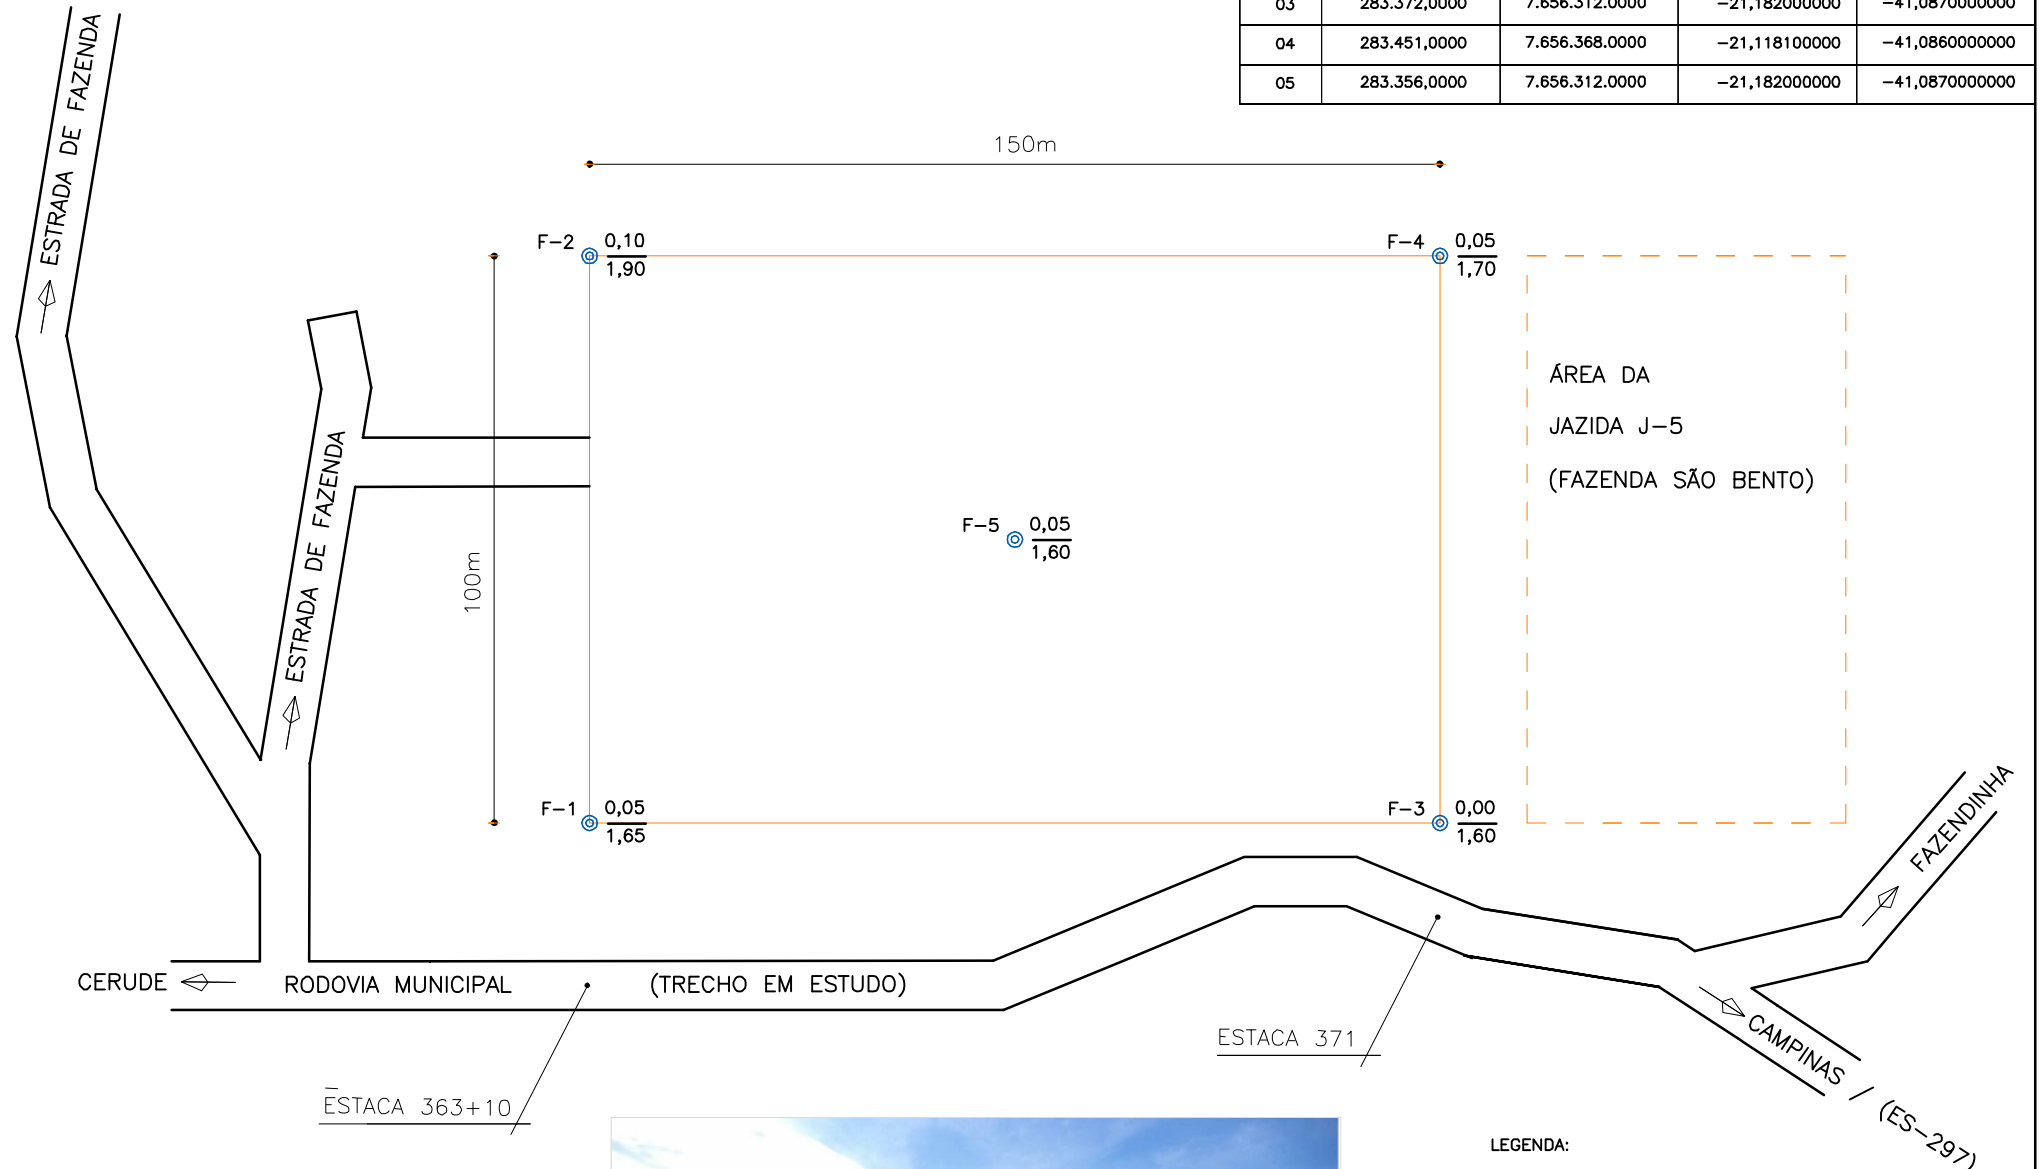 03 283.372,0000 7.656.312.0000 −21,182000000 −41,0870000000
04 283.451,0000 7.656.368.0000 −21,118100000 −41,0860000000
05 283.356,0000 7.656.312.0000 −21,182000000 −41,0870000000
150m
ESTRADA DE FAZENDA
F−2 0,10
1,90
F−4 0,05
1,70
ÁREA DA
JAZIDA J−5
(FAZENDA SÃO BENTO)
ESTRADA DE FAZENDA
100m
F−5 0,05
1,60
F−1 0,05
1,65
F−3 0,00
1,60
FAZENDINHA
CERUDE
RODOVIA MUNICIPAL (TRECHO EM ESTUDO)
ESTACA 371
CAMPINAS / (ES−297)
ESTACA 363+10
LEGENDA: